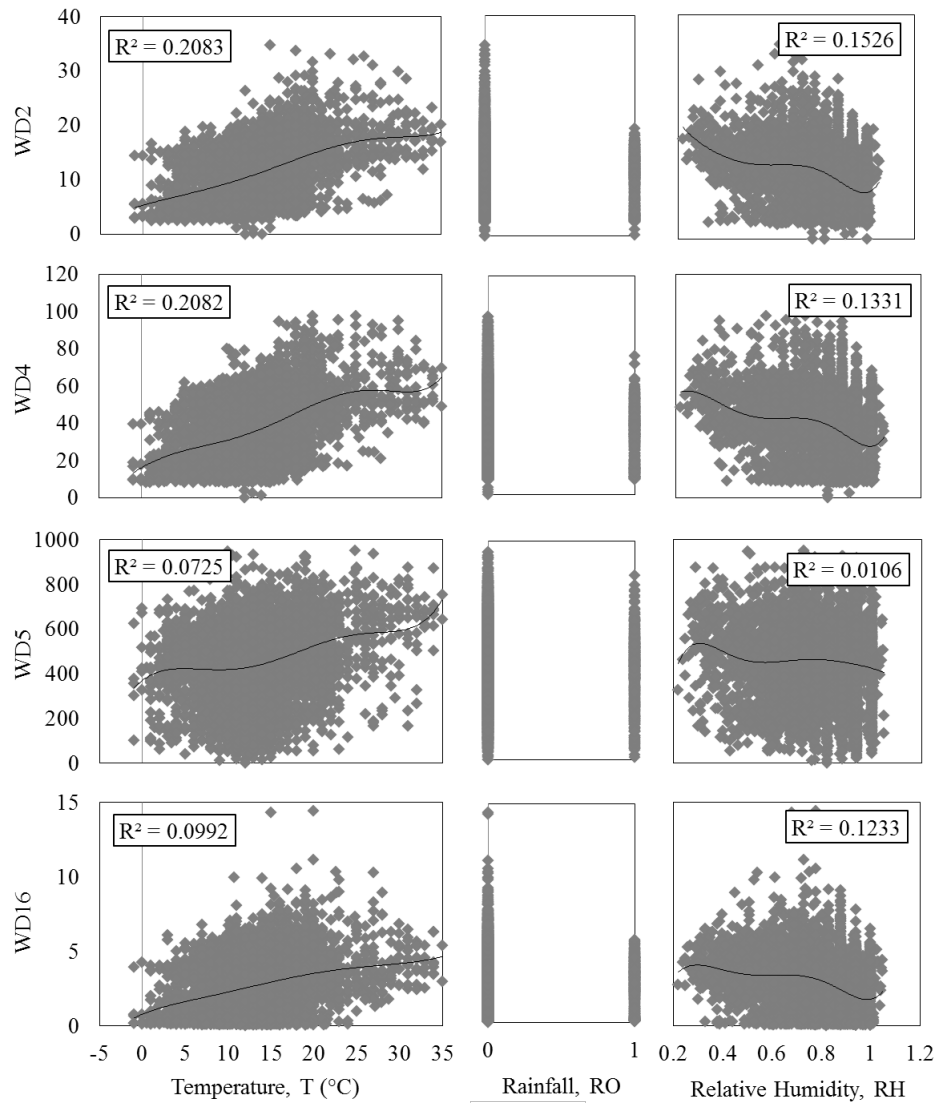 40
30
20
10
0
WD2
R² = 0.2083
R² = 0.1526
120
100
80
60
40
20
0
WD4
R² = 0.2082
R² = 0.1331
1000
800
600
400
200
0
WD5
R² = 0.0725
R² = 0.0106
15
10
5
0
WD16
R² = 0.0992
R² = 0.1233
-5 0 5 10 15 20 25 30 35
0 1
0.2 0.4 0.6 0.8 1 1.2
Temperature, T (°C)
Rainfall, RO
Relative Humidity, RH